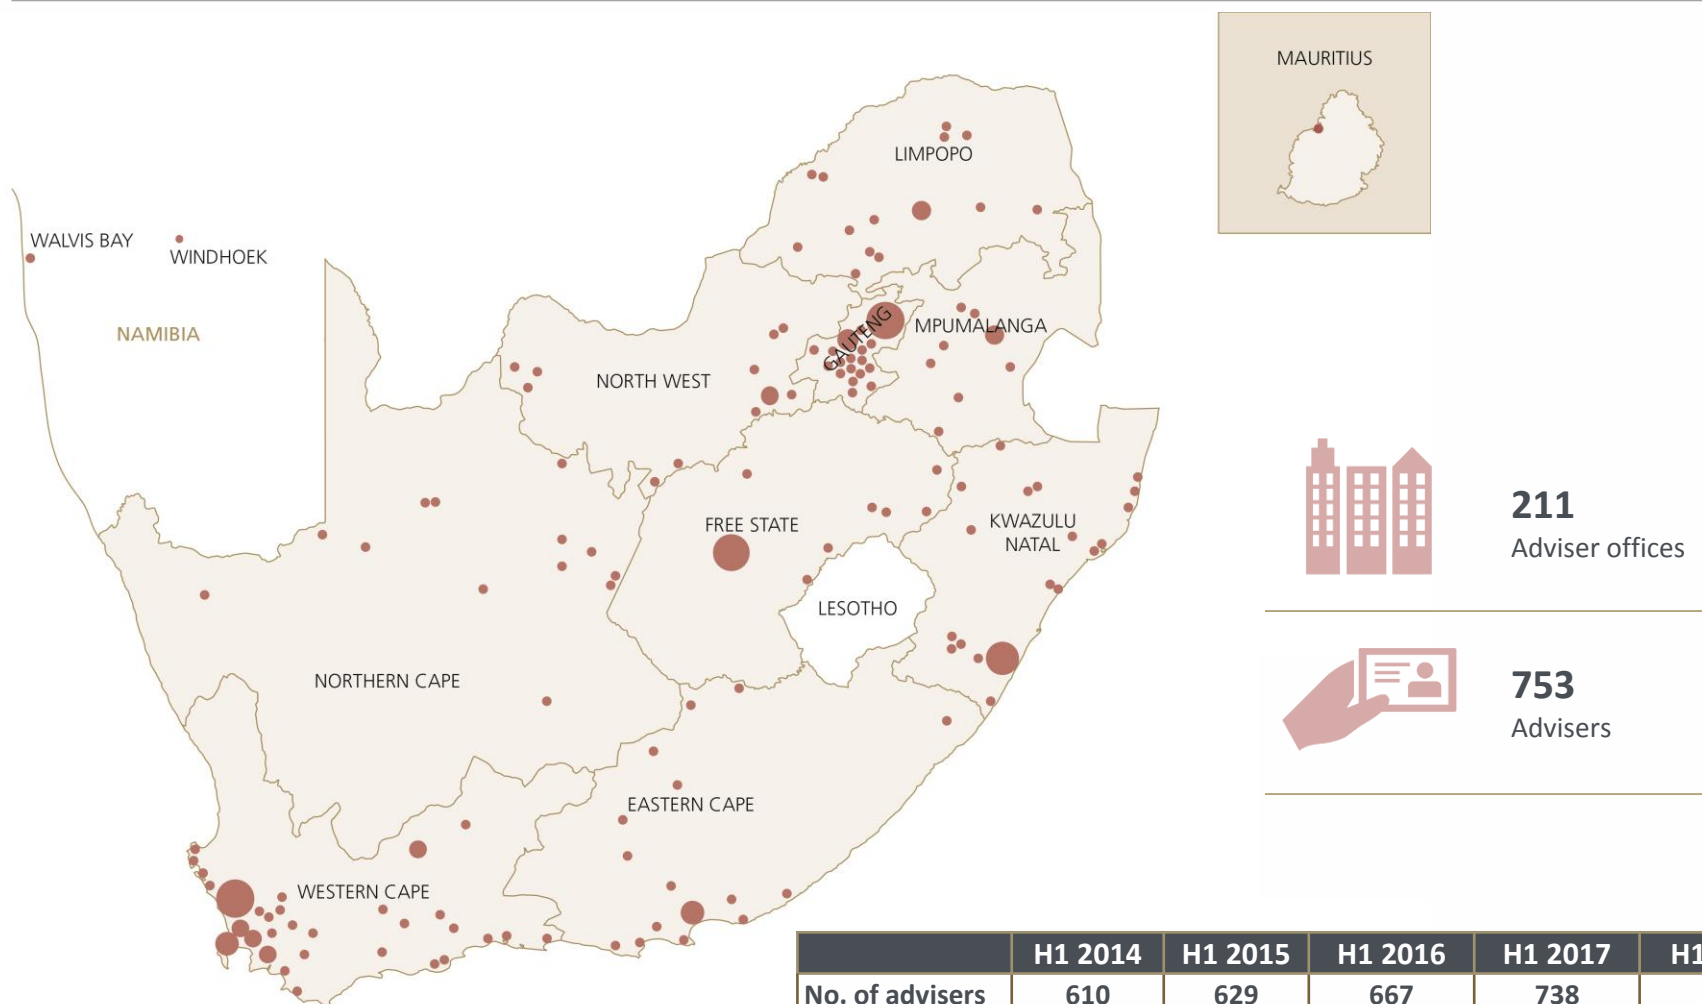 MAURITIUS
LIMPOPO
WALVIS BAY
WINDHOEK
NAMIBIA
GAUTENG
MPUMALANGA
NORTH WEST
FREE STATE
KWAZULU
NATAL
211
Adviser offices
LESOTHO
NORTHERN CAPE
753
Advisers
EASTERN CAPE
WESTERN CAPE
H1 2014 H1 2015 H1 2016 H1 2017 H1
No. of advisers 610 629 667 738